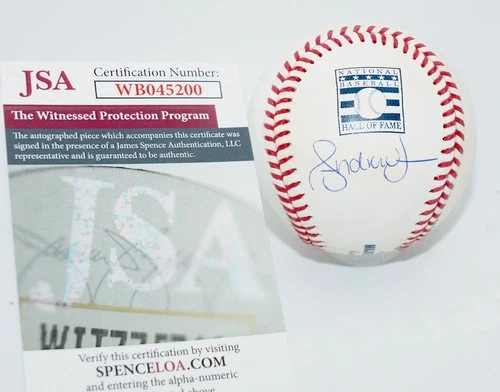 JSA
Certification Number:
WB045200
The Witnessed Protection Program
The autographed piece which accompanies this certificate was
signed in the presence of a James Spence Authentication, LLC
representative and is guaranteed to be authentic.
JSA
Verify this certification by visiting
SPENCELOA.COM
and entering the alpha-numeric
above
NATIONAL
BASEBALL
HALL OF FAME